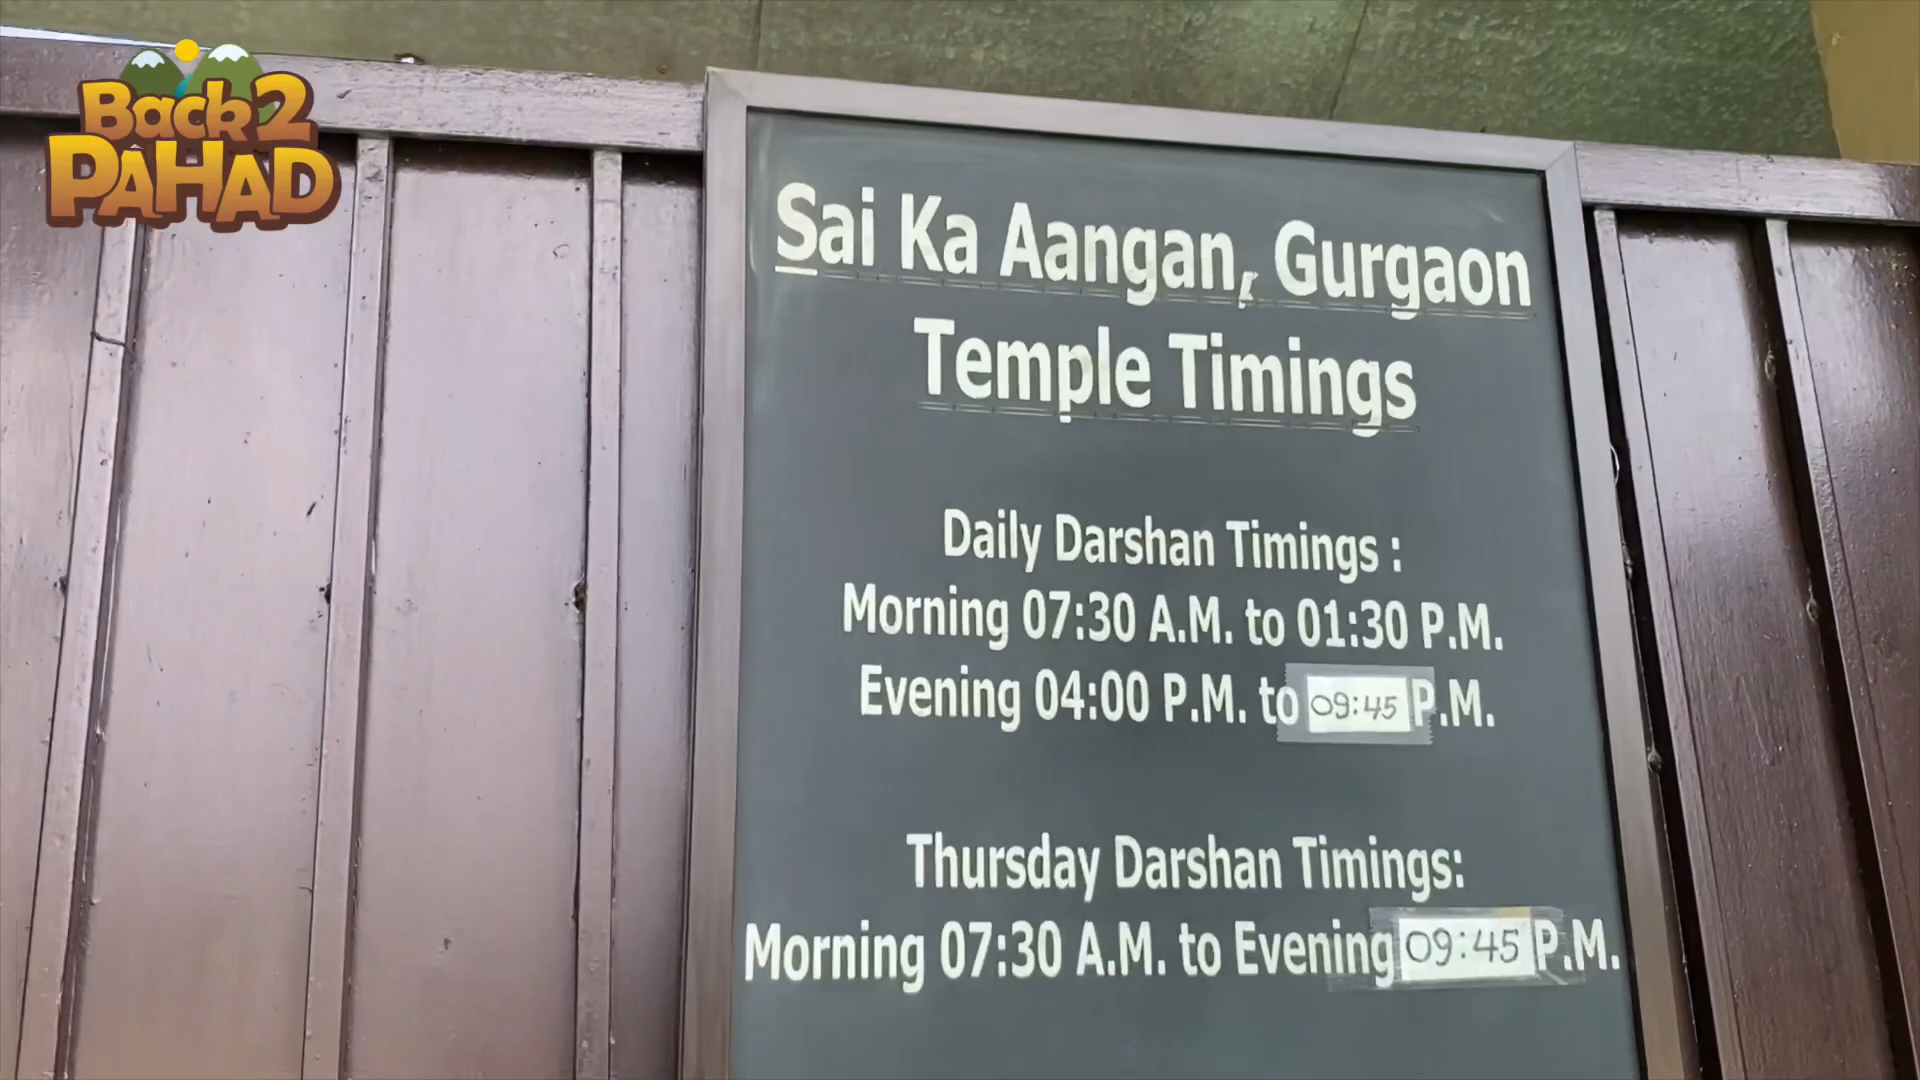 Back2
PAHAD
Sai Ka Aangan, Gurgaon
Temple Timings
Daily Darshan Timings :
Morning 07:30 A.M. to 01:30 P.M.
Evening 04:00 P.M. to 09:45 P.M.
Thursday Darshan Timings:
Morning 07:30 A.M. to Evening 09:45 P.M.